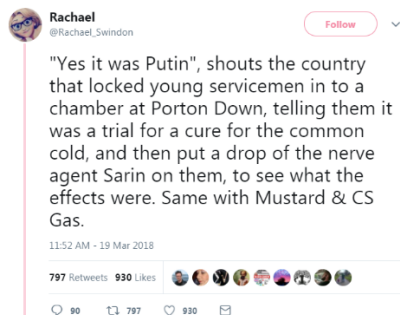 Rachael
@Rachael_Swindon
Follow
"Yes it was Putin", shouts the country
that locked young servicemen in to a
chamber at Porton Down, telling them it
was a trial for a cure for the common
cold, and then put a drop of the nerve
agent Sarin on them, to see what the
effects were. Same with Mustard & CS
Gas.
11:52 AM - 19 Mar 2018
797 Retweets 930 Likes
90 797 930